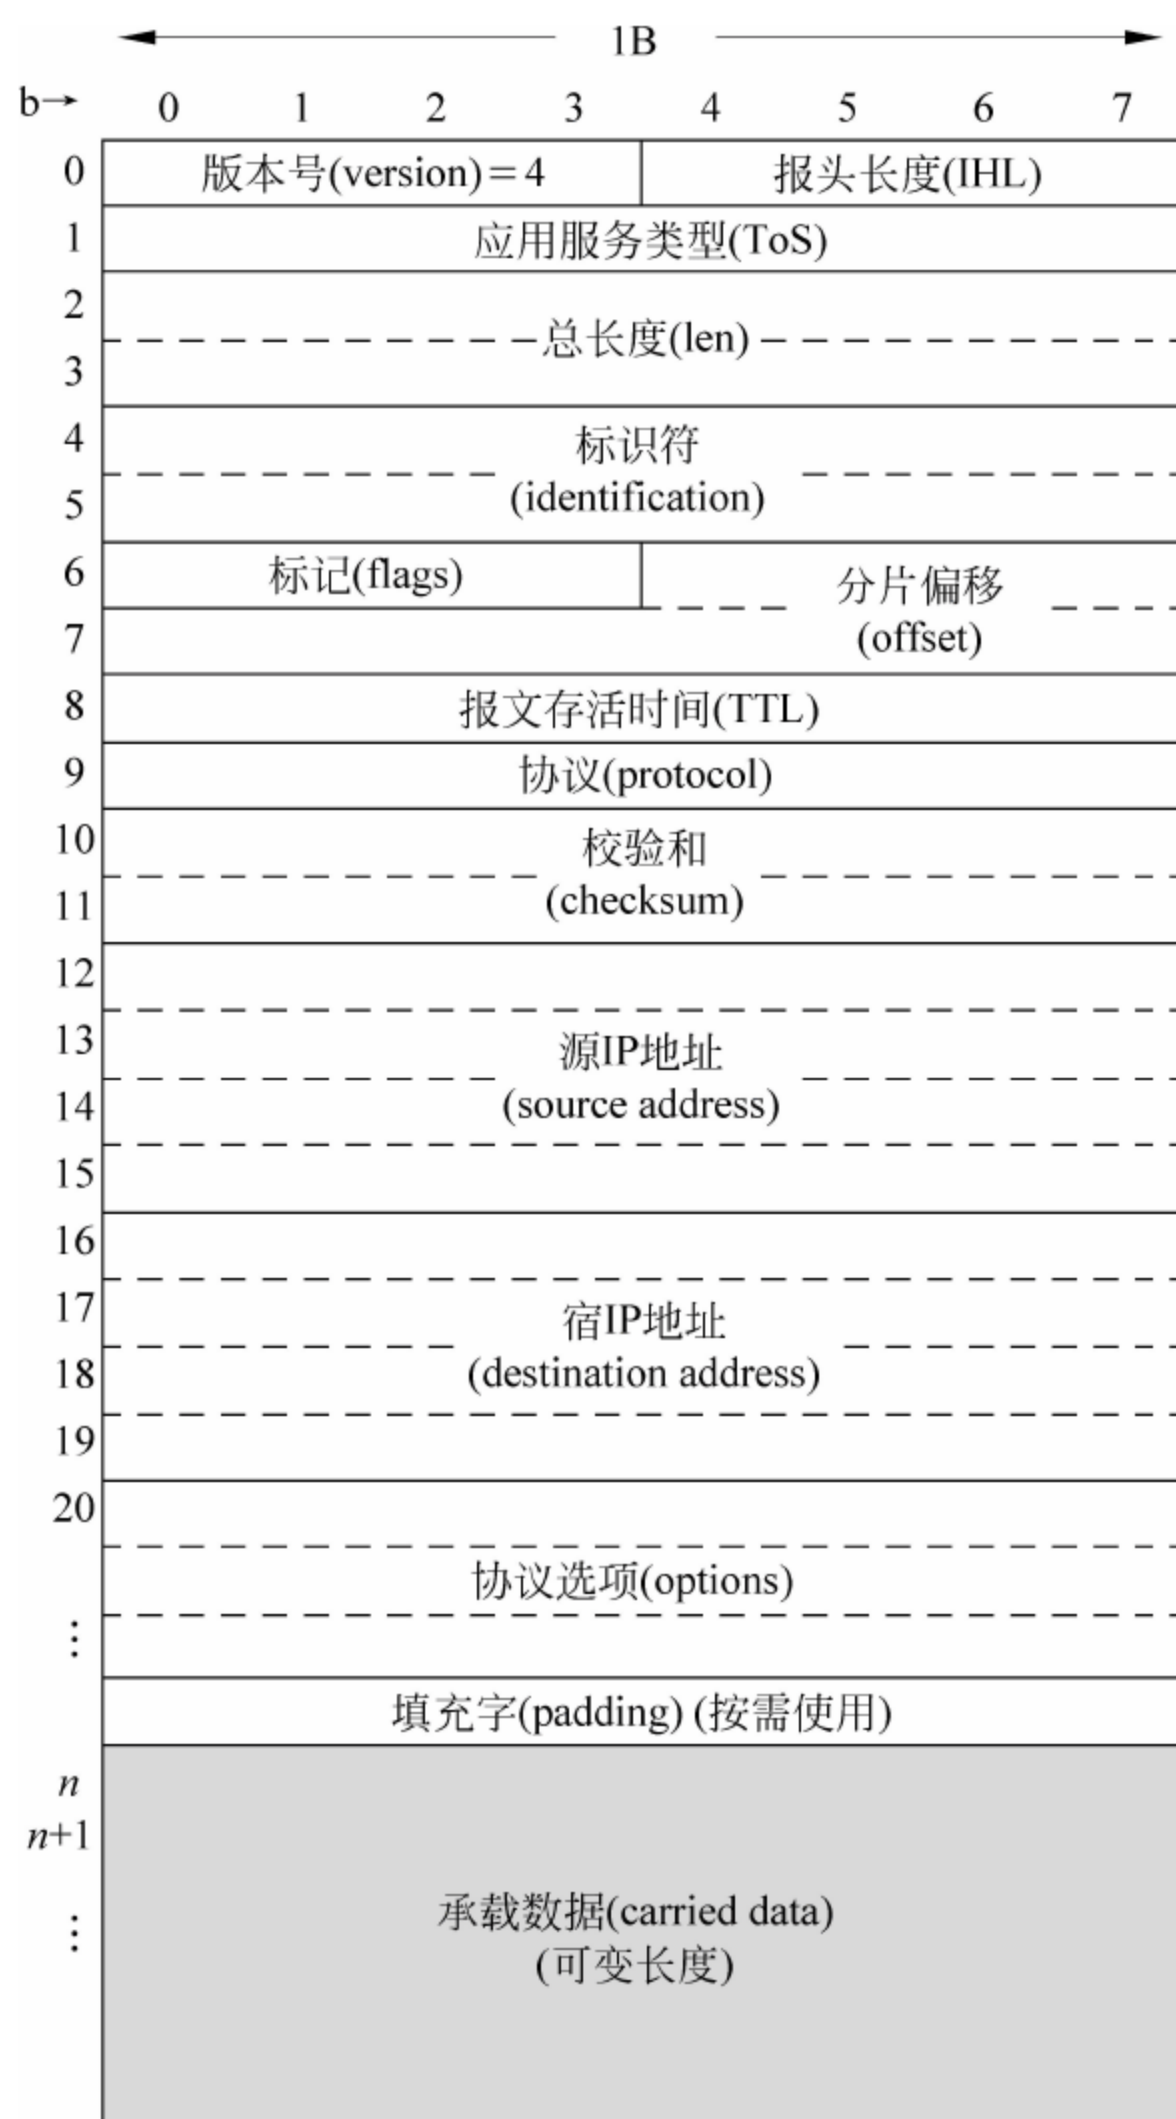 1B
b→ 0 1 2 3 4 5 6 7
0 版本号(version)=4 报头长度(IHL)
1 应用服务类型(ToS)
2
总长度(len)
3
4 标识符
5 (identification)
6 标记(flags) 分片偏移
7 (offset)
8 报文存活时间(TTL)
9 协议(protocol)
10 校验和
11 (checksum)
12
13 源IP地址
14 (source address)
15
16
17 宿IP地址
18 (destination address)
19
20
协议选项(options)
⋮
填充字(padding) (按需使用)
n
n+1
⋮ 承载数据(carried data)
(可变长度)